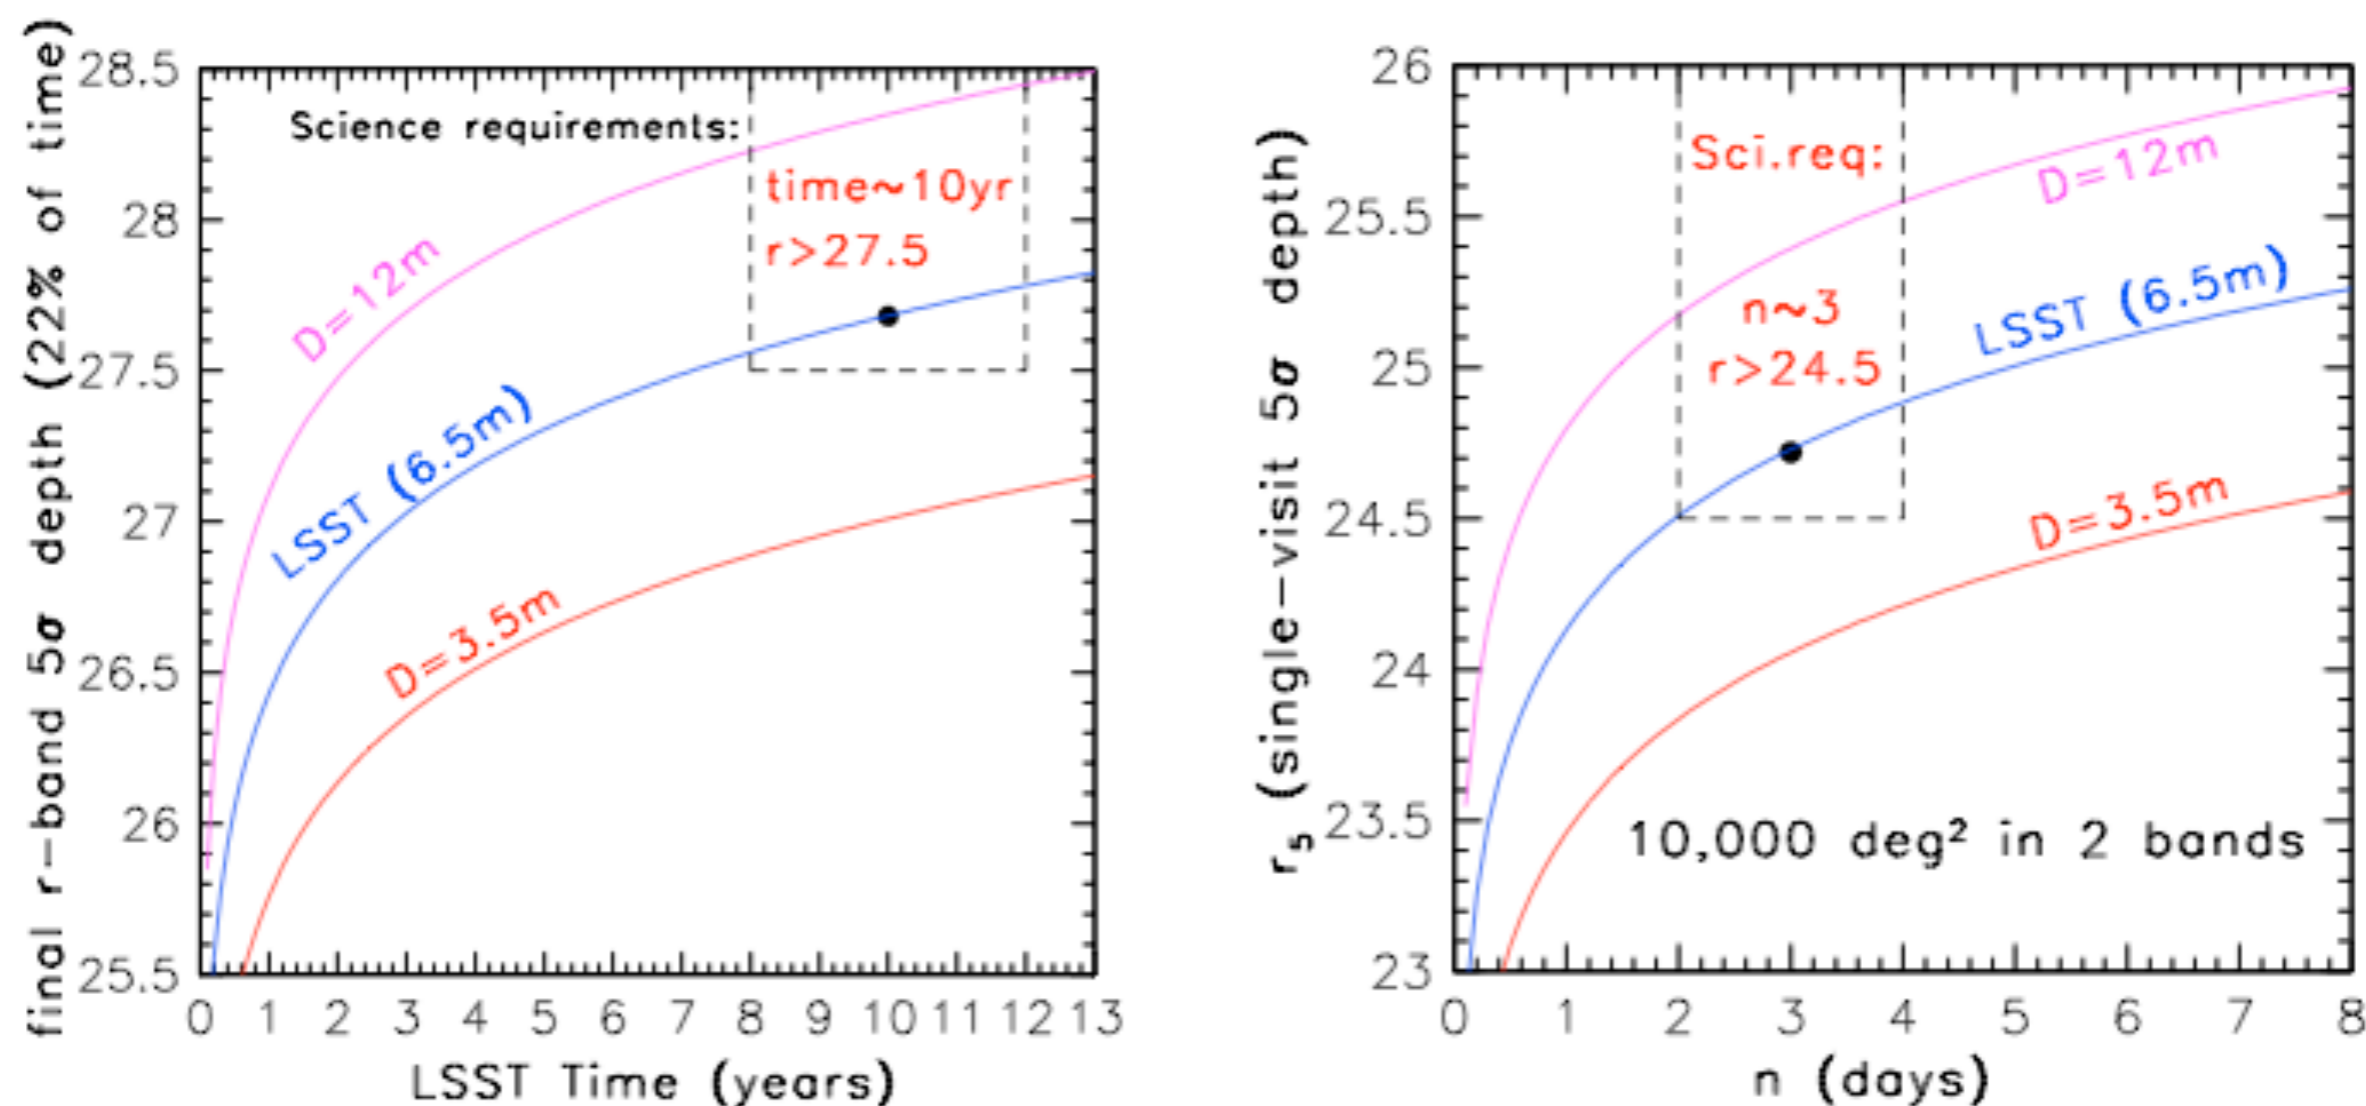 final r-band 5σ depth (22% of time)
28.5
28
27.5
27
26.5
26
25.5
Science requirements:
time~10yr
r>27.5
D=12m
LSST (6.5m)
D=3.5m
0 1 2 3 4 5 6 7 8 9 10 11 12 13
LSST Time (years)
r₅ (single-visit 5σ depth)
26
25.5
25
24.5
24
23.5
23
Sci.req:
D=12m
n~3
r>24.5
LSST (6.5m)
D=3.5m
10,000 deg² in 2 bands
0 1 2 3 4 5 6 7 8
n (days)